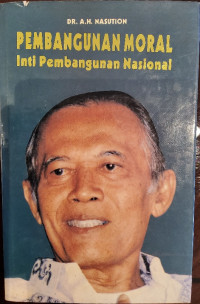 DR. A.H. NASUTION
PEMBANGUNAN MORAL
Inti Pembangunan Nasional